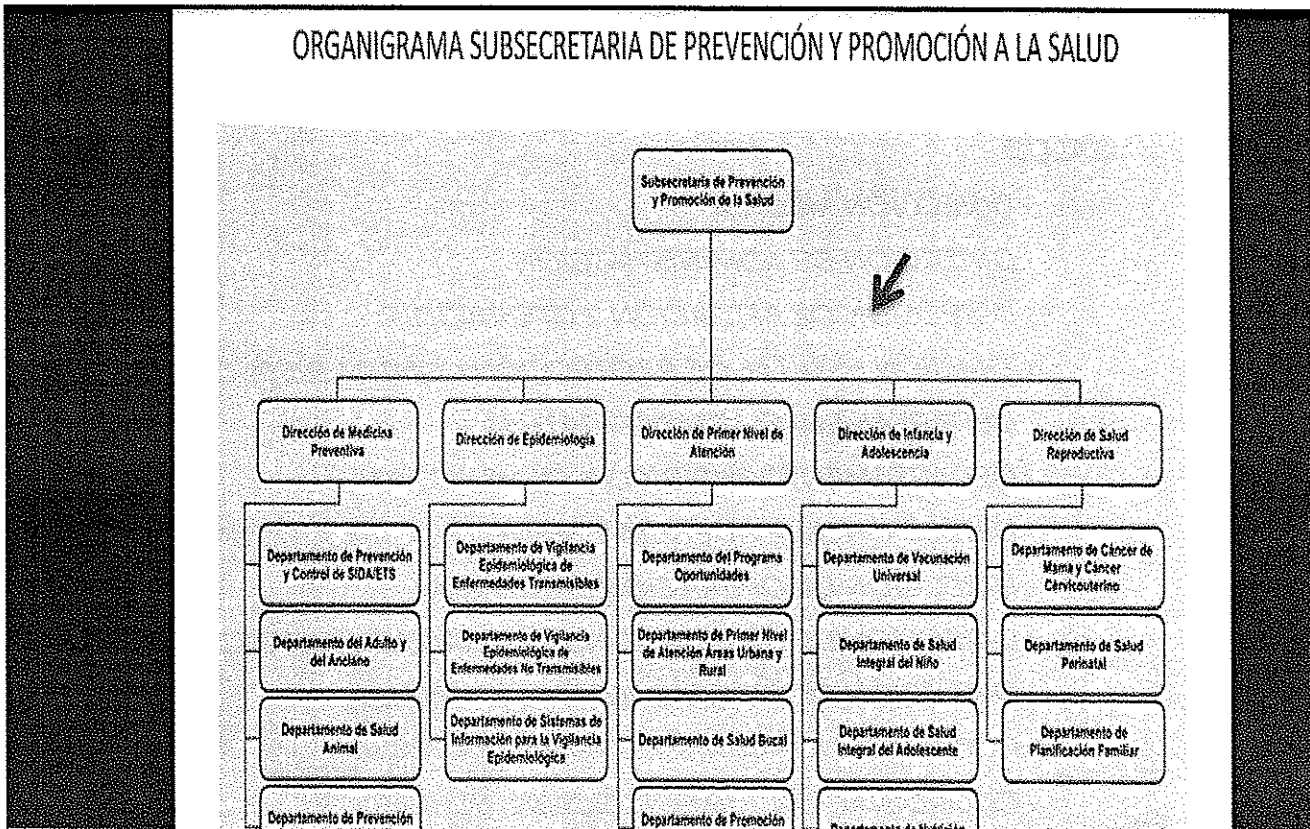 ORGANIGRAMA SUBSECRETARIA DE PREVENCIÓN Y PROMOCIÓN A LA SALUD
Subsecretaria de Prevención
y Promoción de la Salud
Dirección de Medicina
Preventiva
Dirección de Epidemiología
Dirección de Primer Nivel de
Atención
Dirección de Infancia y
Adolescencia
Dirección de Salud
Reproductiva
Departamento de Prevención
y Control de SIDA/ETS
Departamento del Adulto y
del Anciano
Departamento de Salud
Animal
Departamento de Prevención
Departamento de Vigilancia
Epidemiológica de
Enfermedades Transmisibles
Departamento de Vigilancia
Epidemiológica de
Enfermedades No Transmisibles
Departamento de Sistemas de
Información para la Vigilancia
Epidemiológica
Departamento del Programa
Oportunidades
Departamento de Primer Nivel
de Atención Áreas Urbana y
Rural
Departamento de Salud Bucal
Departamento de Promoción
Departamento de Vacunación
Universal
Departamento de Salud
Integral del Niño
Departamento de Salud
Integral del Adolescente
Departamento de Nutrición
Departamento de Cáncer de
Mama y Cáncer
Cérvicouterino
Departamento de Salud
Perinatal
Departamento de
Planificación Familiar